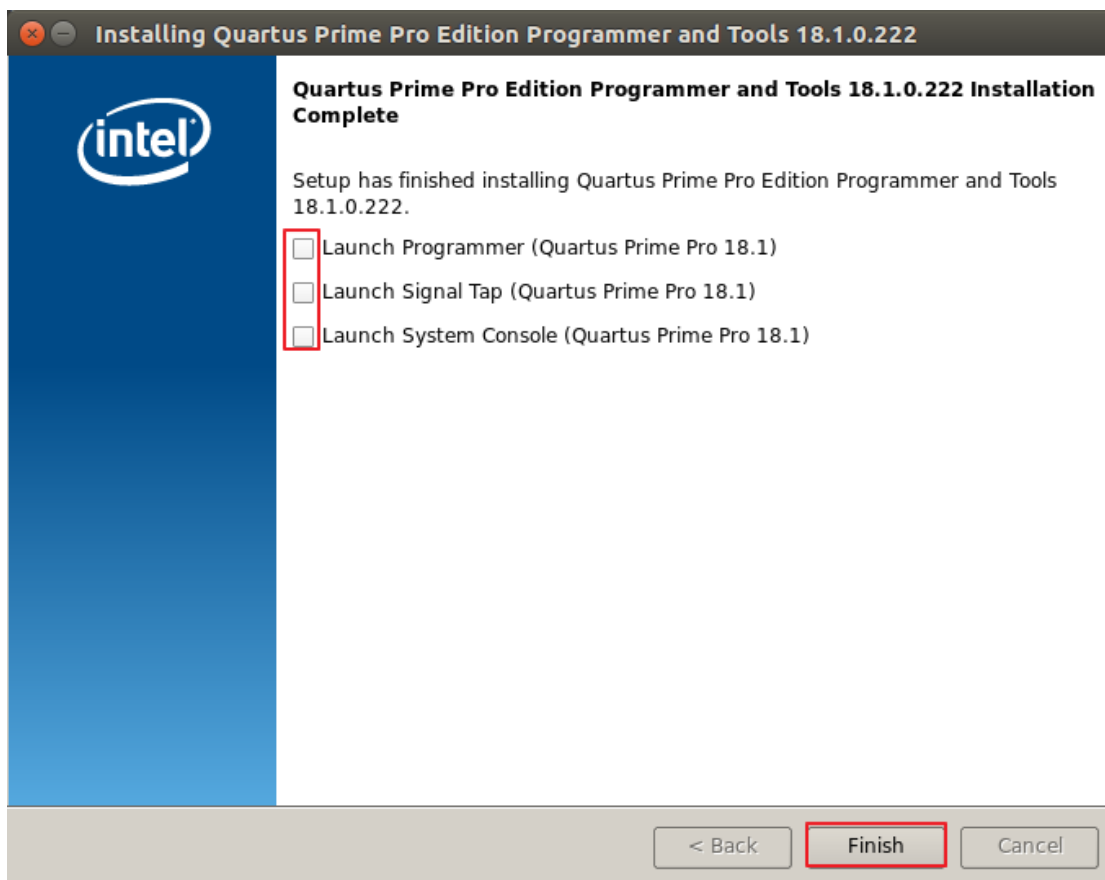 Installing Quartus Prime Pro Edition Programmer and Tools 18.1.0.222
intel
Quartus Prime Pro Edition Programmer and Tools 18.1.0.222 Installation
Complete
Setup has finished installing Quartus Prime Pro Edition Programmer and Tools
18.1.0.222.
Launch Programmer (Quartus Prime Pro 18.1)
Launch Signal Tap (Quartus Prime Pro 18.1)
Launch System Console (Quartus Prime Pro 18.1)
< Back Finish Cancel